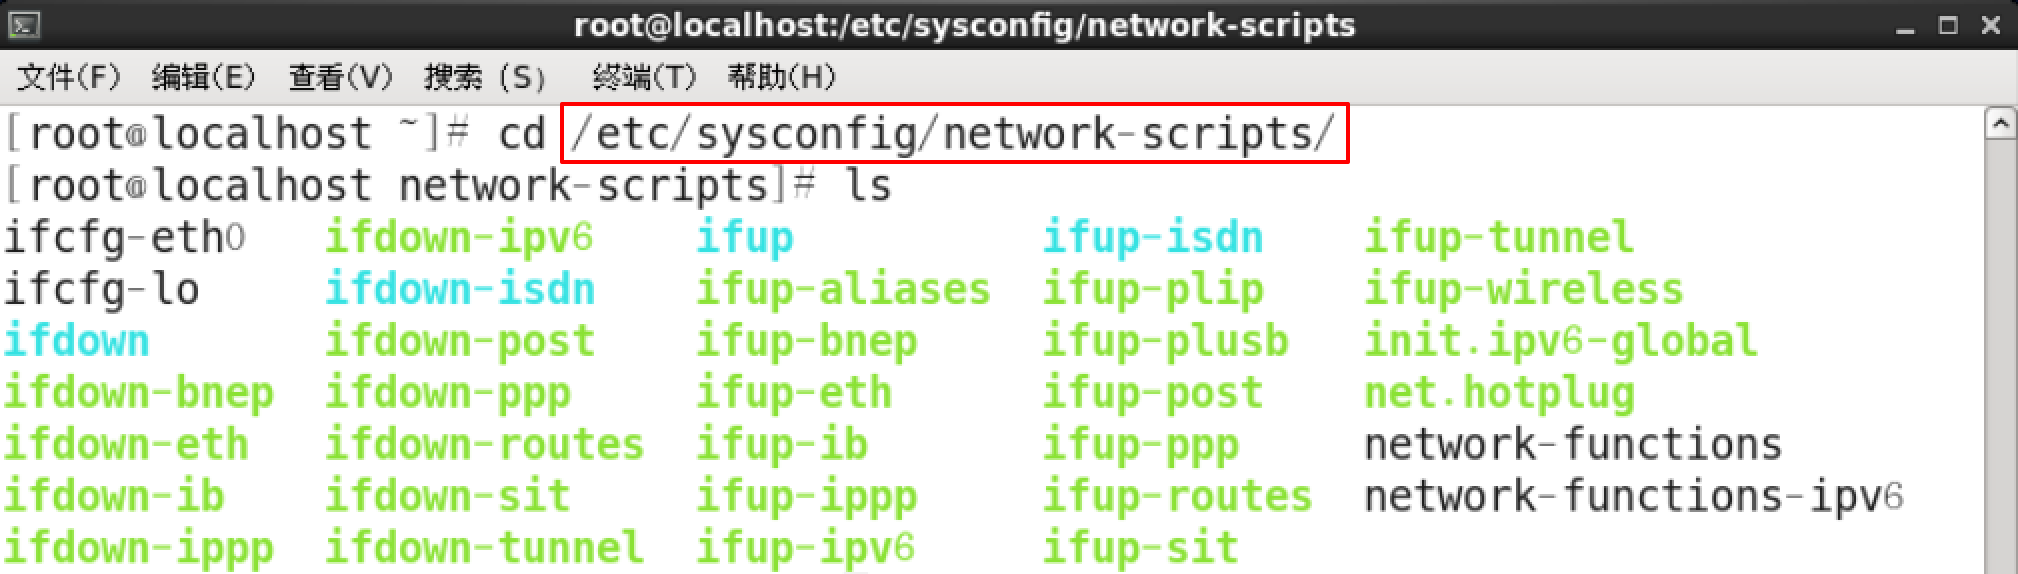 root@localhost:/etc/sysconfig/network-scripts
文件(F) 编辑(E) 查看(V) 搜索 (S) 终端(T) 帮助(H)
[root@localhost ~]# cd /etc/sysconfig/network-scripts/
[root@localhost network-scripts]# ls
ifcfg-eth0 ifdown-ipv6 ifup ifup-isdn ifup-tunnel
ifcfg-lo ifdown-isdn ifup-aliases ifup-plip ifup-wireless
ifdown ifdown-post ifup-bnep ifup-plusb init.ipv6-global
ifdown-bnep ifdown-ppp ifup-eth ifup-post net.hotplug
ifdown-eth ifdown-routes ifup-ib ifup-ppp network-functions
ifdown-ib ifdown-sit ifup-ippp ifup-routes network-functions-ipv6
ifdown-ippp ifdown-tunnel ifup-ipv6 ifup-sit